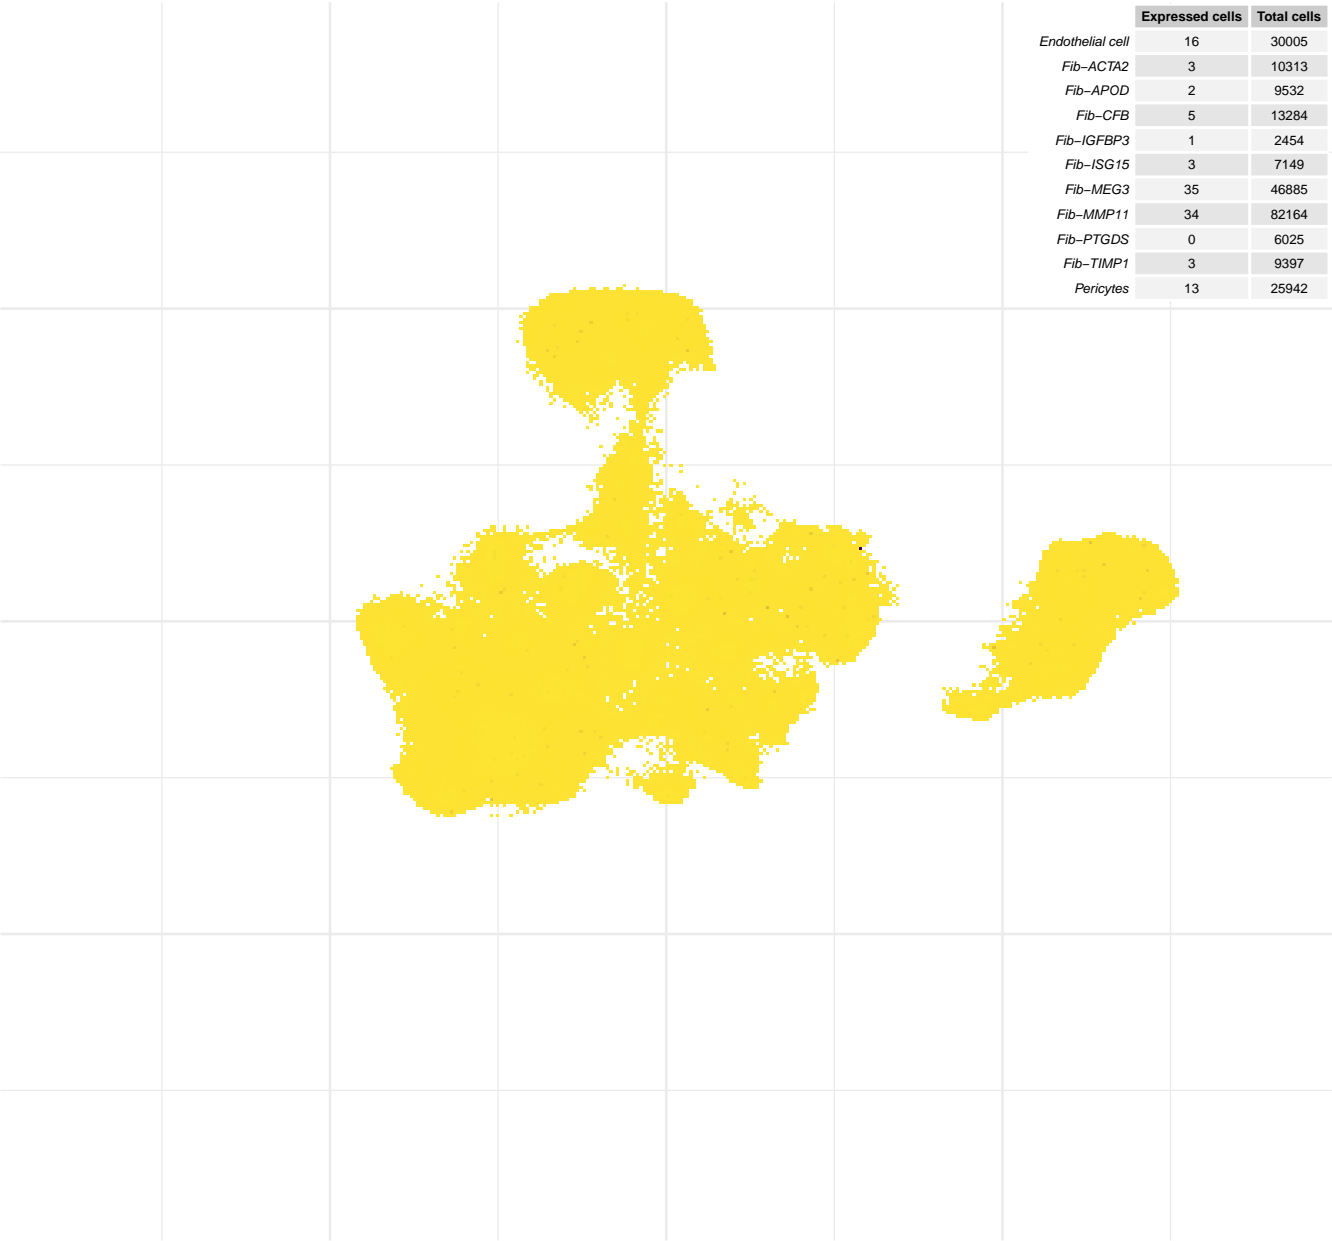 Expressed cells Total cells
Endothelial cell 16 30005
Fib−ACTA2 3 10313
Fib−APOD 2 9532
Fib−CFB 5 13284
Fib−IGFBP3 1 2454
Fib−ISG15 3 7149
Fib−MEG3 35 46885
Fib−MMP11 34 82164
Fib−PTGDS 0 6025
Fib−TIMP1 3 9397
Pericytes 13 25942